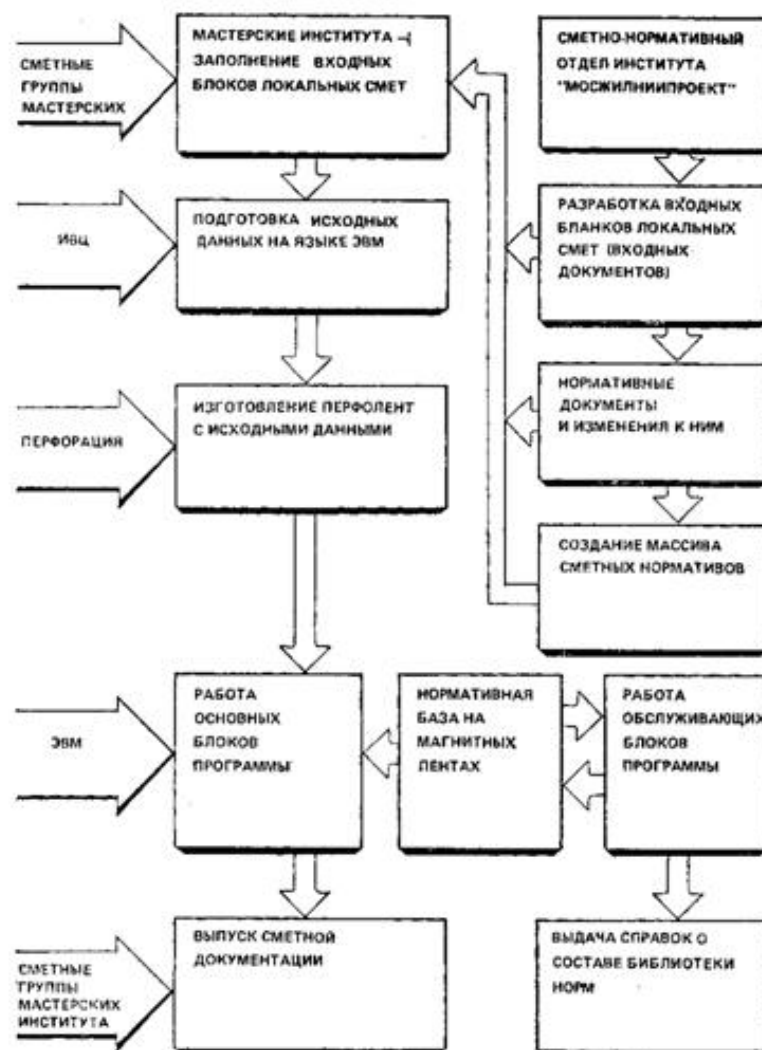 СМЕТНЫЕ
ГРУППЫ
МАСТЕРСКИХ
МАСТЕРСКИЕ ИНСТИТУТА —
ЗАПОЛНЕНИЕ ВХОДНЫХ
БЛОКОВ ЛОКАЛЬНЫХ СМЕТ
СМЕТНО-НОРМАТИВНЫЙ
ОТДЕЛ ИНСТИТУТА
"МОСЖИЛНИИПРОЕКТ"
ИВЦ
ПОДГОТОВКА ИСХОДНЫХ
ДАННЫХ НА ЯЗЫКЕ ЭВМ
РАЗРАБОТКА ВХОДНЫХ
БЛАНКОВ ЛОКАЛЬНЫХ
СМЕТ (ВХОДНЫХ
ДОКУМЕНТОВ)
ПЕРФОРАЦИЯ
ИЗГОТОВЛЕНИЕ ПЕРФОЛЕНТ
С ИСХОДНЫМИ ДАННЫМИ
НОРМАТИВНЫЕ
ДОКУМЕНТЫ
И ИЗМЕНЕНИЯ К НИМ
СОЗДАНИЕ МАССИВА
СМЕТНЫХ НОРМАТИВОВ
ЭВМ
РАБОТА
ОСНОВНЫХ
БЛОКОВ
ПРОГРАММЫ
НОРМАТИВНАЯ
БАЗА НА
МАГНИТНЫХ
ЛЕНТАХ
РАБОТА
ОБСЛУЖИВАЮЩИХ
БЛОКОВ
ПРОГРАММЫ
СМЕТНЫЕ
ГРУППЫ
МАСТЕРСКИХ
ИНСТИТУТА
ВЫПУСК СМЕТНОЙ
ДОКУМЕНТАЦИИ
ВЫДАЧА СПРАВОК О
СОСТАВЕ БИБЛИОТЕКИ
НОРМ